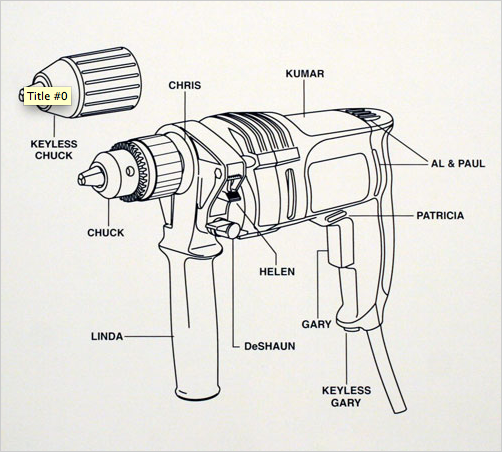 Title #0
KEYLESS
CHUCK
CHRIS
KUMAR
AL & PAUL
PATRICIA
CHUCK
HELEN
GARY
LINDA
DeSHAUN
KEYLESS
GARY